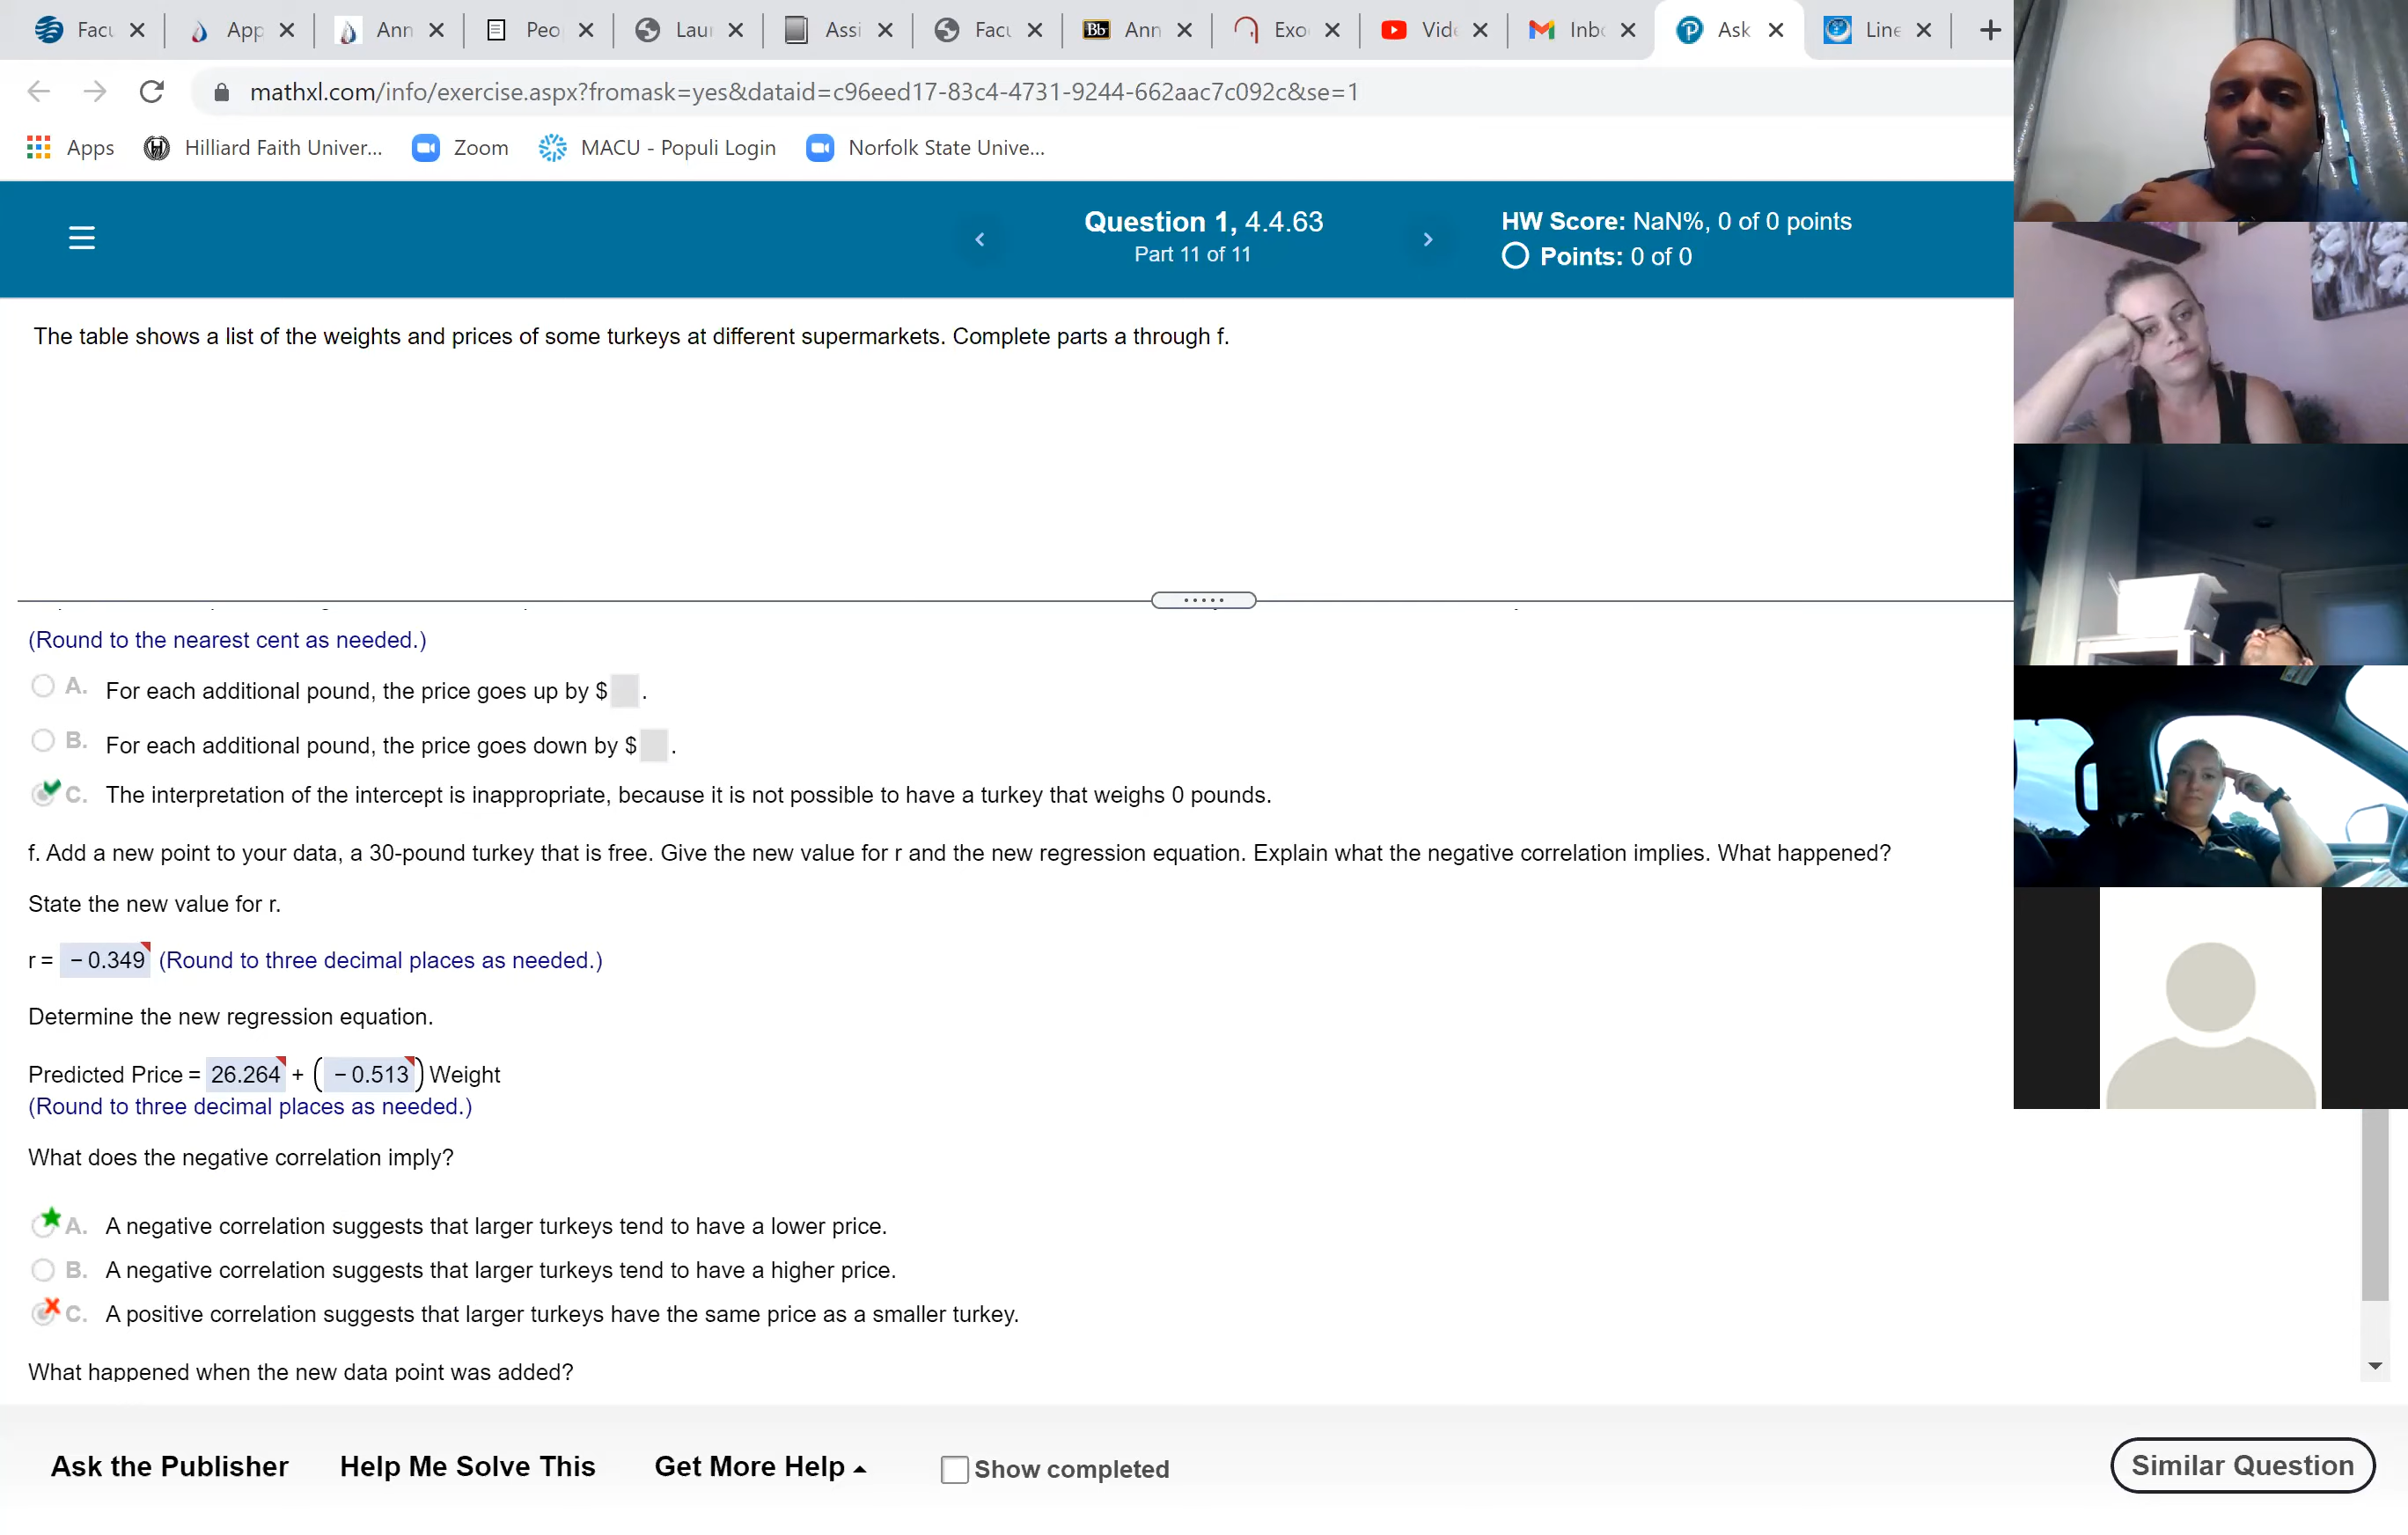 Facu
App
Ann
Peo
Laun
Assi
Facu
Bb Ann
Exo
Vide
Inbo
Ask
Line
mathxl.com/info/exercise.aspx?fromask=yes&dataid=c96eed17-83c4-4731-9244-662aac7c092c&se=1
Apps Hilliard Faith Univer... Zoom MACU - Populi Login Norfolk State Unive...
Question 1, 4.4.63
Part 11 of 11
HW Score: NaN%, 0 of 0 points
Points: 0 of 0
The table shows a list of the weights and prices of some turkeys at different supermarkets. Complete parts a through f.
(Round to the nearest cent as needed.)
A. For each additional pound, the price goes up by $ .
B. For each additional pound, the price goes down by $ .
C. The interpretation of the intercept is inappropriate, because it is not possible to have a turkey that weighs 0 pounds.
f. Add a new point to your data, a 30-pound turkey that is free. Give the new value for r and the new regression equation. Explain what the negative correlation implies. What happened?
State the new value for r.
r = − 0.349 (Round to three decimal places as needed.)
Determine the new regression equation.
Predicted Price = 26.264 + ( − 0.513 ) Weight
(Round to three decimal places as needed.)
What does the negative correlation imply?
A. A negative correlation suggests that larger turkeys tend to have a lower price.
B. A negative correlation suggests that larger turkeys tend to have a higher price.
C. A positive correlation suggests that larger turkeys have the same price as a smaller turkey.
What happened when the new data point was added?
Ask the Publisher Help Me Solve This Get More Help Show completed Similar Question